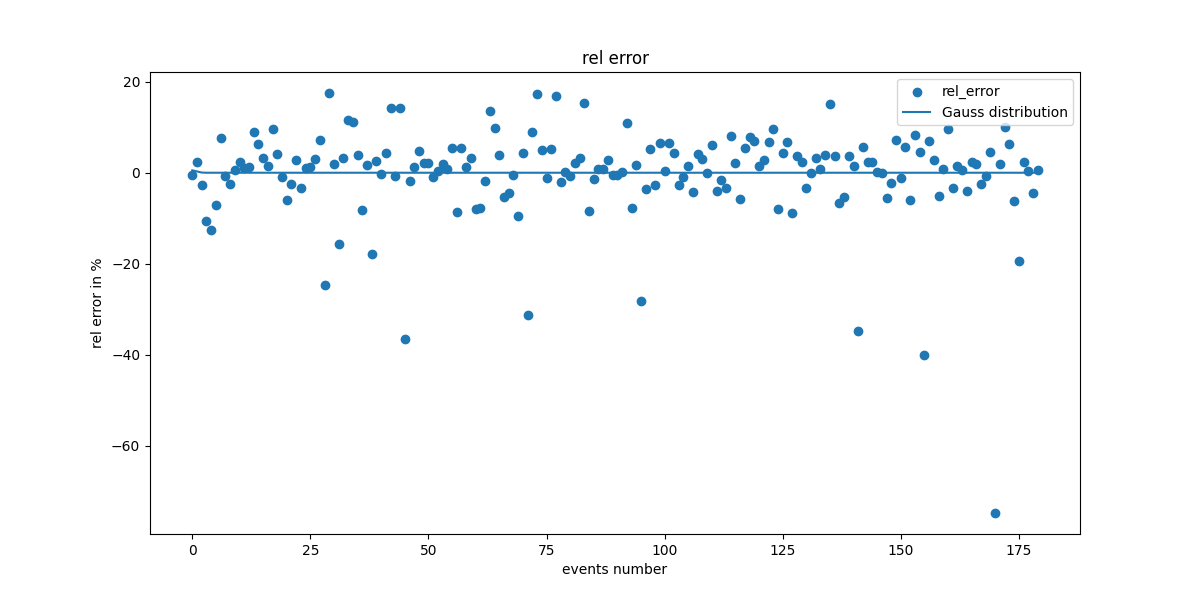 rel error
rel_error
Gauss distribution
rel error in %
20
0
−20
−40
−60
0
25
50
75
100
125
150
175
events number